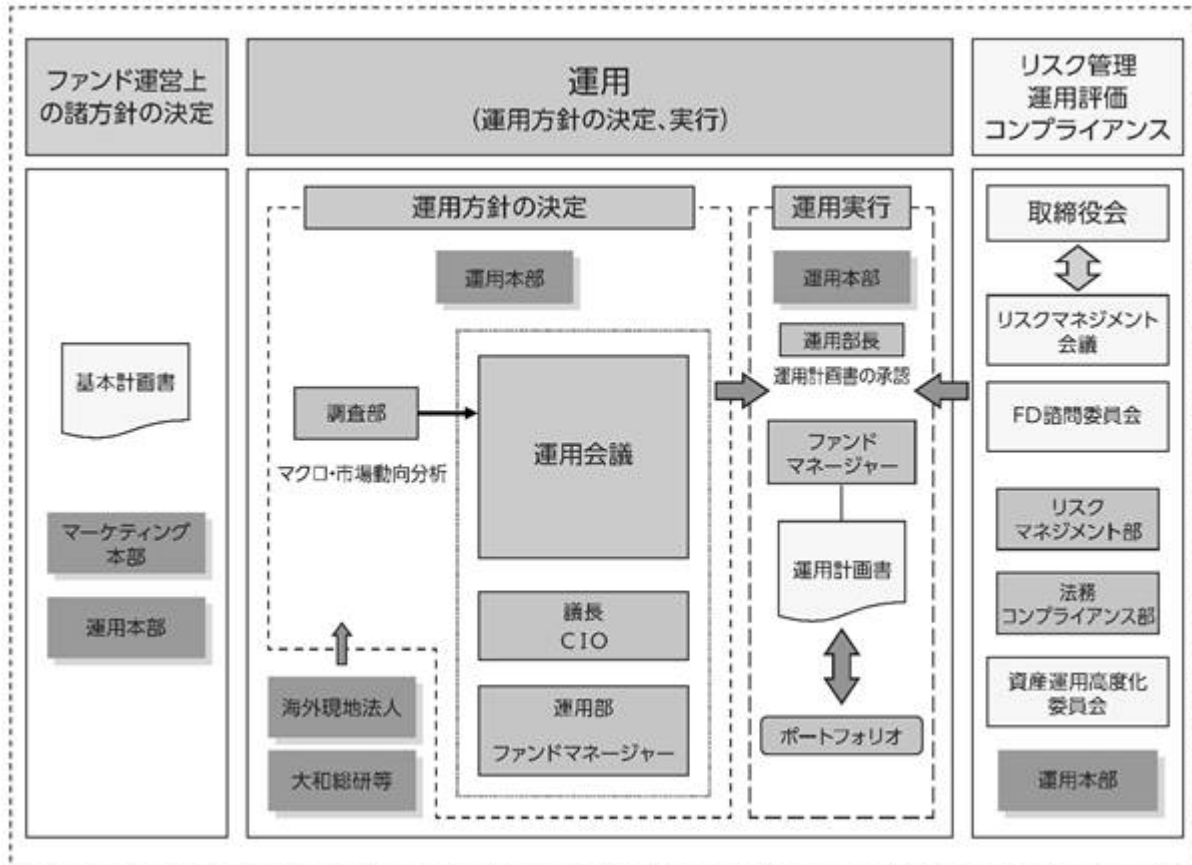 ファンド運営上
の諸方針の決定
基本計画書
マーケティング
本部
運用本部
運用
(運用方針の決定、実行)
運用方針の決定
運用本部
調査部
マクロ・市場動向分析
運用会議
議長
CIO
運用部
ファンドマネージャー
海外現地法人
大和総研等
運用実行
運用本部
運用部長
運用計画書の承認
ファンド
マネージャー
運用計画書
ポートフォリオ
リスク管理
運用評価
コンプライアンス
取締役会
リスクマネジメント
会議
FD諮問委員会
リスク
マネジメント部
法務
コンプライアンス部
資産運用高度化
委員会
運用本部